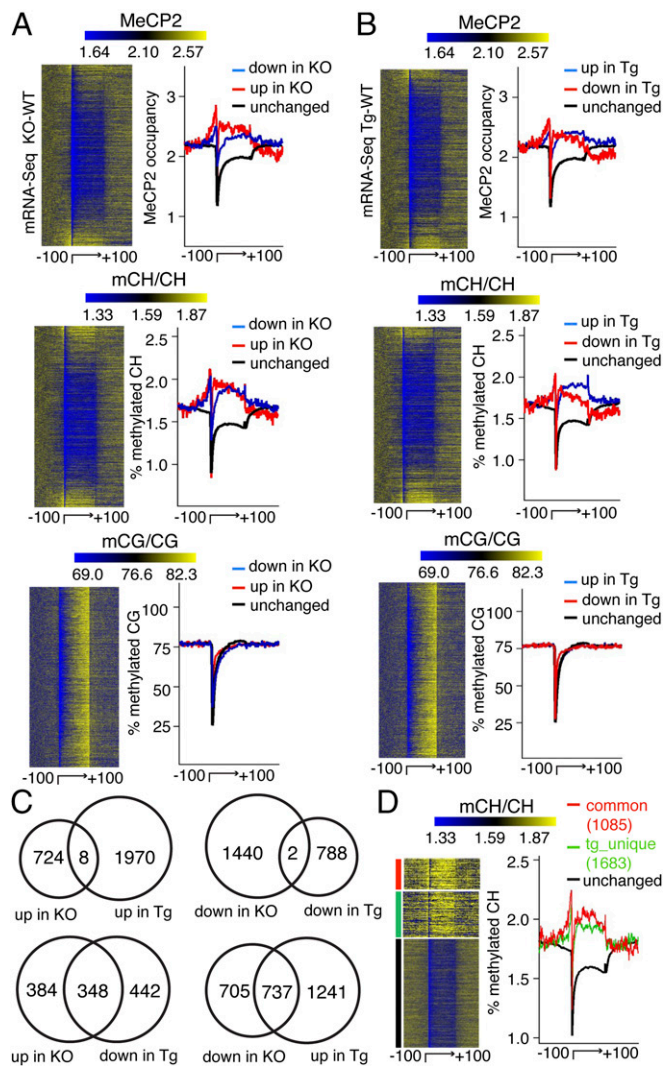 A
MeCP2
1.64 2.10 2.57
mRNA-Seq KO-WT
MeCP2 occupancy
down in KO
up in KO
unchanged
3
2
1
-100 +100
mCH/CH
1.33 1.59 1.87
% methylated CH
down in KO
up in KO
unchanged
2.5
2.0
1.5
1.0
-100 +100
-100 +100
mCG/CG
69.0 76.6 82.3
% methylated CG
down in KO
up in KO
unchanged
100
75
50
25
-100 +100
B
MeCP2
1.64 2.10 2.57
mRNA-Seq Tg-WT
MeCP2 occupancy
up in Tg
down in Tg
unchanged
3
2
1
-100 +100
mCH/CH
1.33 1.59 1.87
% methylated CH
up in Tg
down in Tg
unchanged
2.5
2.0
1.5
1.0
-100 +100
-100 +100
mCG/CG
69.0 76.6 82.3
% methylated CG
up in Tg
down in Tg
unchanged
100
75
50
25
-100 +100
C
724 8 1970
up in KO up in Tg
1440 2 788
down in KO down in Tg
384 348 442
up in KO down in Tg
705 737 1241
down in KO up in Tg
D
mCH/CH
1.33 1.59 1.87
common
(1085)
tg_unique
(1683)
unchanged
% methylated CH
2.5
2.0
1.5
1.0
-100 +100
-100 +100